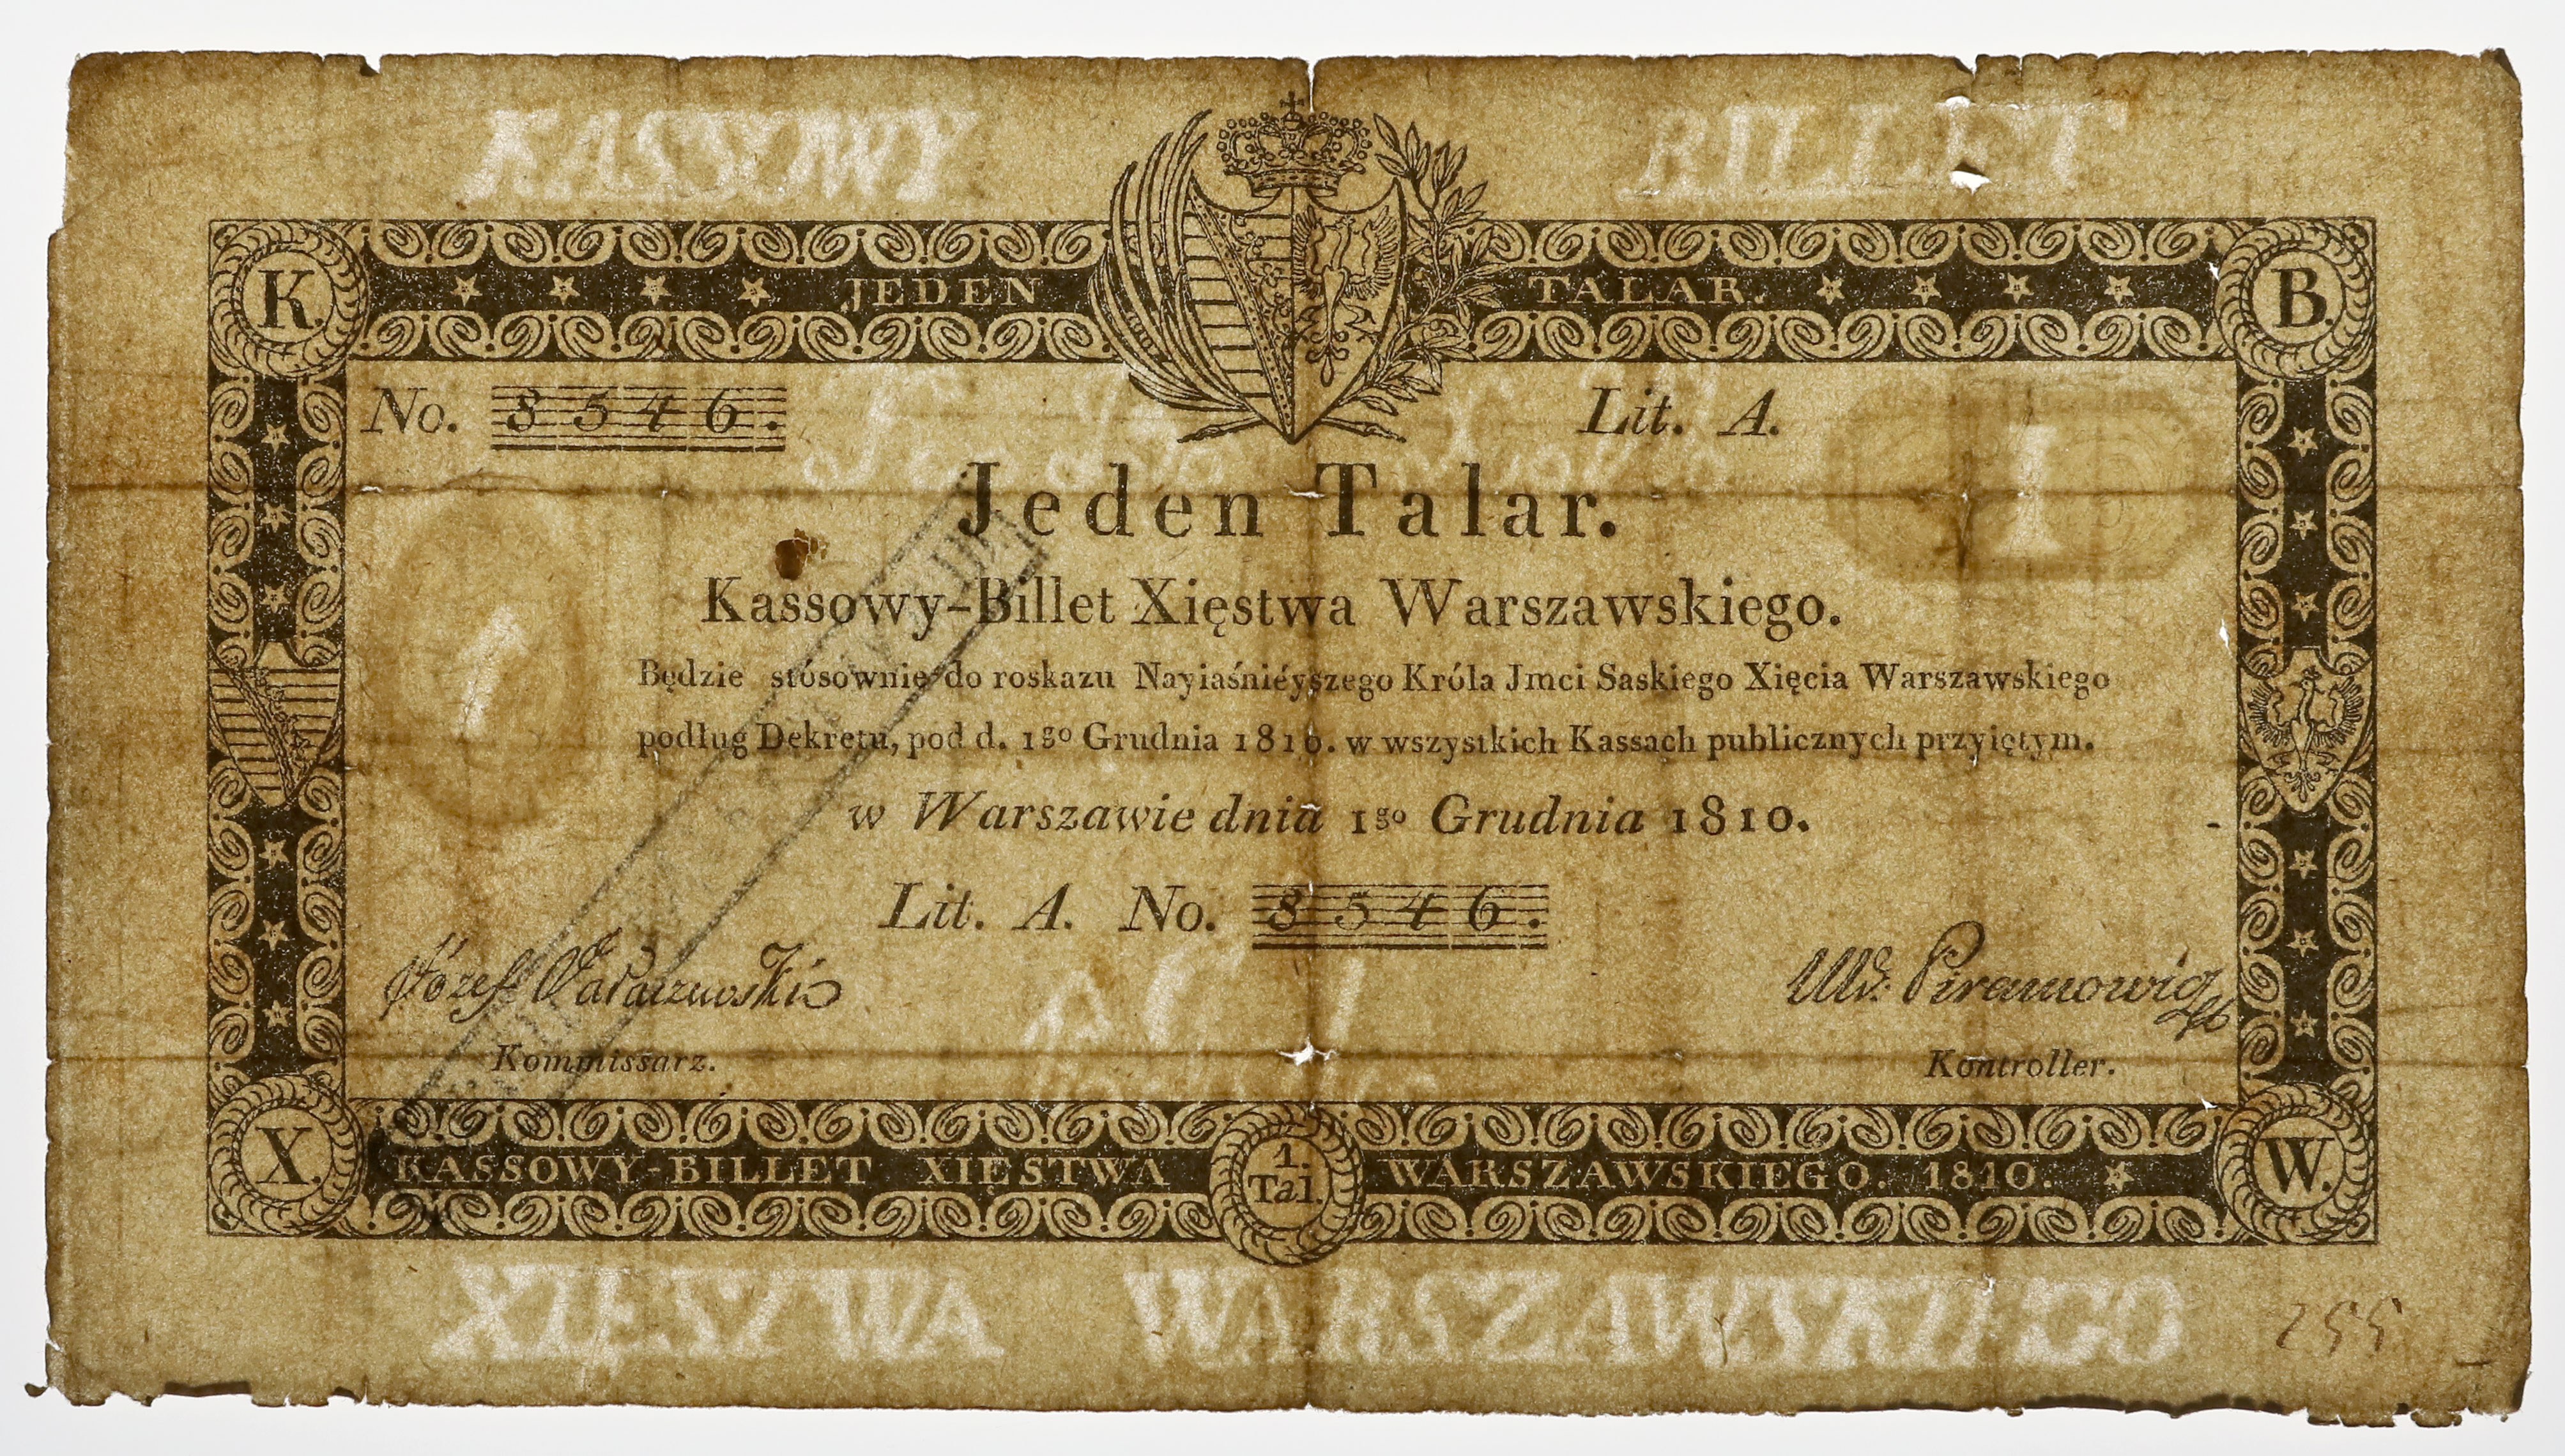 KASSOWY BILLET
K. JEDEN TALAR. B.
No. 8546. Lit. A.
Jeden Talar.
Kassowy-Billet Xięstwa Warszawskiego.
Będzie stósownie do roskazu Nayiaśniéyszego Króla Jmci Saskiego Xięcia Warszawskiego
podług Dekretu, pod d. 1go Grudnia 1810. w wszystkich Kassach publicznych przyiętym.
w Warszawie dnia 1go Grudnia 1810.
Lit. A. No. 8546.
Józef
Kommissarz. Kontroller.
X. KASSOWY-BILLET XIĘSTWA 1. Tal. WARSZAWSKIEGO. 1810. W.
XIĘSTWA WARSZAWSKIEGO